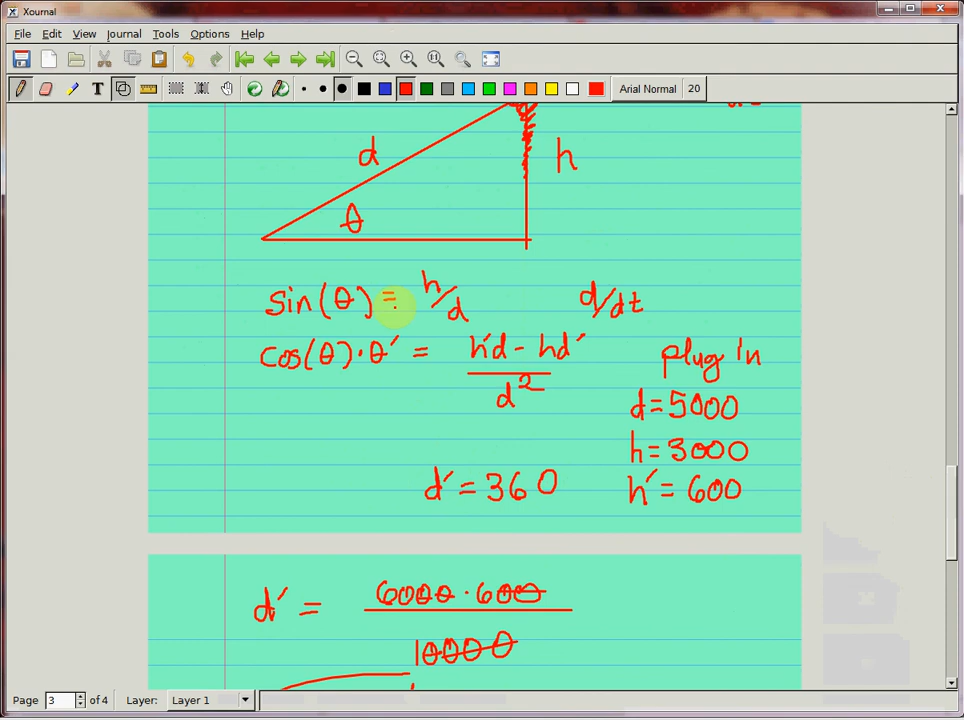 Xournal
File Edit View Journal Tools Options Help
T Arial Normal 20
d
h
θ
sin(θ) = h/d d/dt
cos(θ)·θ′ = h′d - hd′ plug in
d² d=5000
h=3000
d′ = 360 h′ = 600
d′ = 6000 · 600
10000
Page 3 of 4 Layer: Layer 1